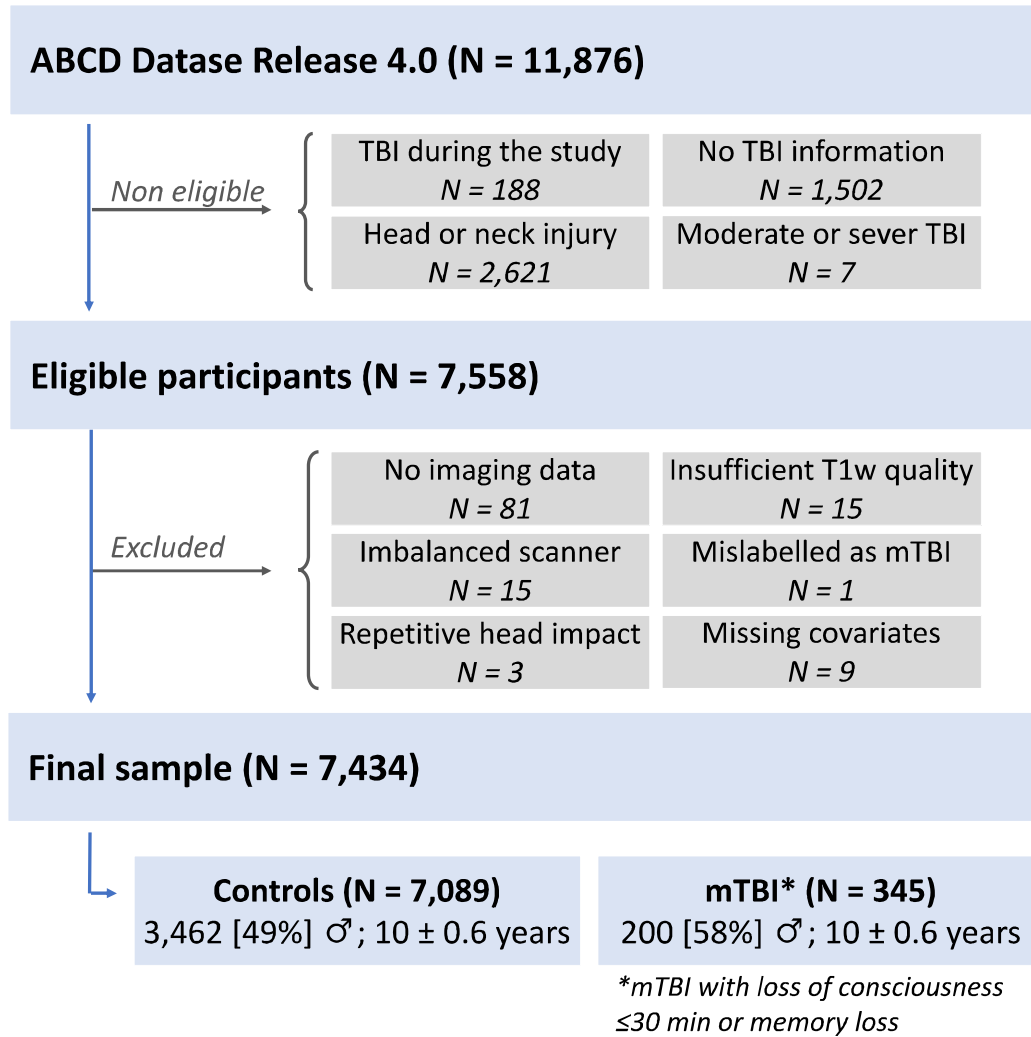 ABCD Datase Release 4.0 (N = 11,876)
Non eligible
TBI during the study
N = 188
No TBI information
N = 1,502
Head or neck injury
N = 2,621
Moderate or sever TBI
N = 7
Eligible participants (N = 7,558)
Excluded
No imaging data
N = 81
Insufficient T1w quality
N = 15
Imbalanced scanner
N = 15
Mislabelled as mTBI
N = 1
Repetitive head impact
N = 3
Missing covariates
N = 9
Final sample (N = 7,434)
Controls (N = 7,089)
3,462 [49%] ♂; 10 ± 0.6 years
mTBI* (N = 345)
200 [58%] ♂; 10 ± 0.6 years
*mTBI with loss of consciousness
≤30 min or memory loss